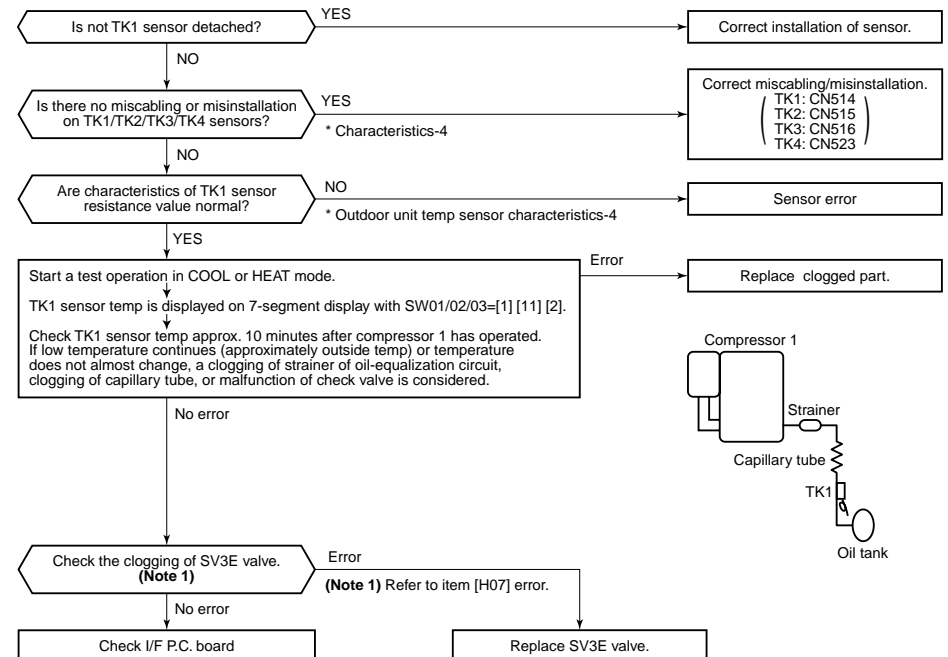 Is not TK1 sensor detached?
YES
Correct installation of sensor.
NO
Is there no miscabling or misinstallation
on TK1/TK2/TK3/TK4 sensors?
YES
* Characteristics-4
Correct miscabling/misinstallation.
TK1: CN514
TK2: CN515
TK3: CN516
TK4: CN523
NO
Are characteristics of TK1 sensor
resistance value normal?
NO
* Outdoor unit temp sensor characteristics-4
Sensor error
YES
Start a test operation in COOL or HEAT mode.
TK1 sensor temp is displayed on 7-segment display with SW01/02/03=[1] [11] [2].
Check TK1 sensor temp approx. 10 minutes after compressor 1 has operated.
If low temperature continues (approximately outside temp) or temperature
does not almost change, a clogging of strainer of oil-equalization circuit,
clogging of capillary tube, or malfunction of check valve is considered.
Error
Replace clogged part.
No error
Compressor 1
Strainer
Capillary tube
TK1
Oil tank
Check the clogging of SV3E valve.
(Note 1)
Error
(Note 1) Refer to item [H07] error.
No error
Check I/F P.C. board
Replace SV3E valve.